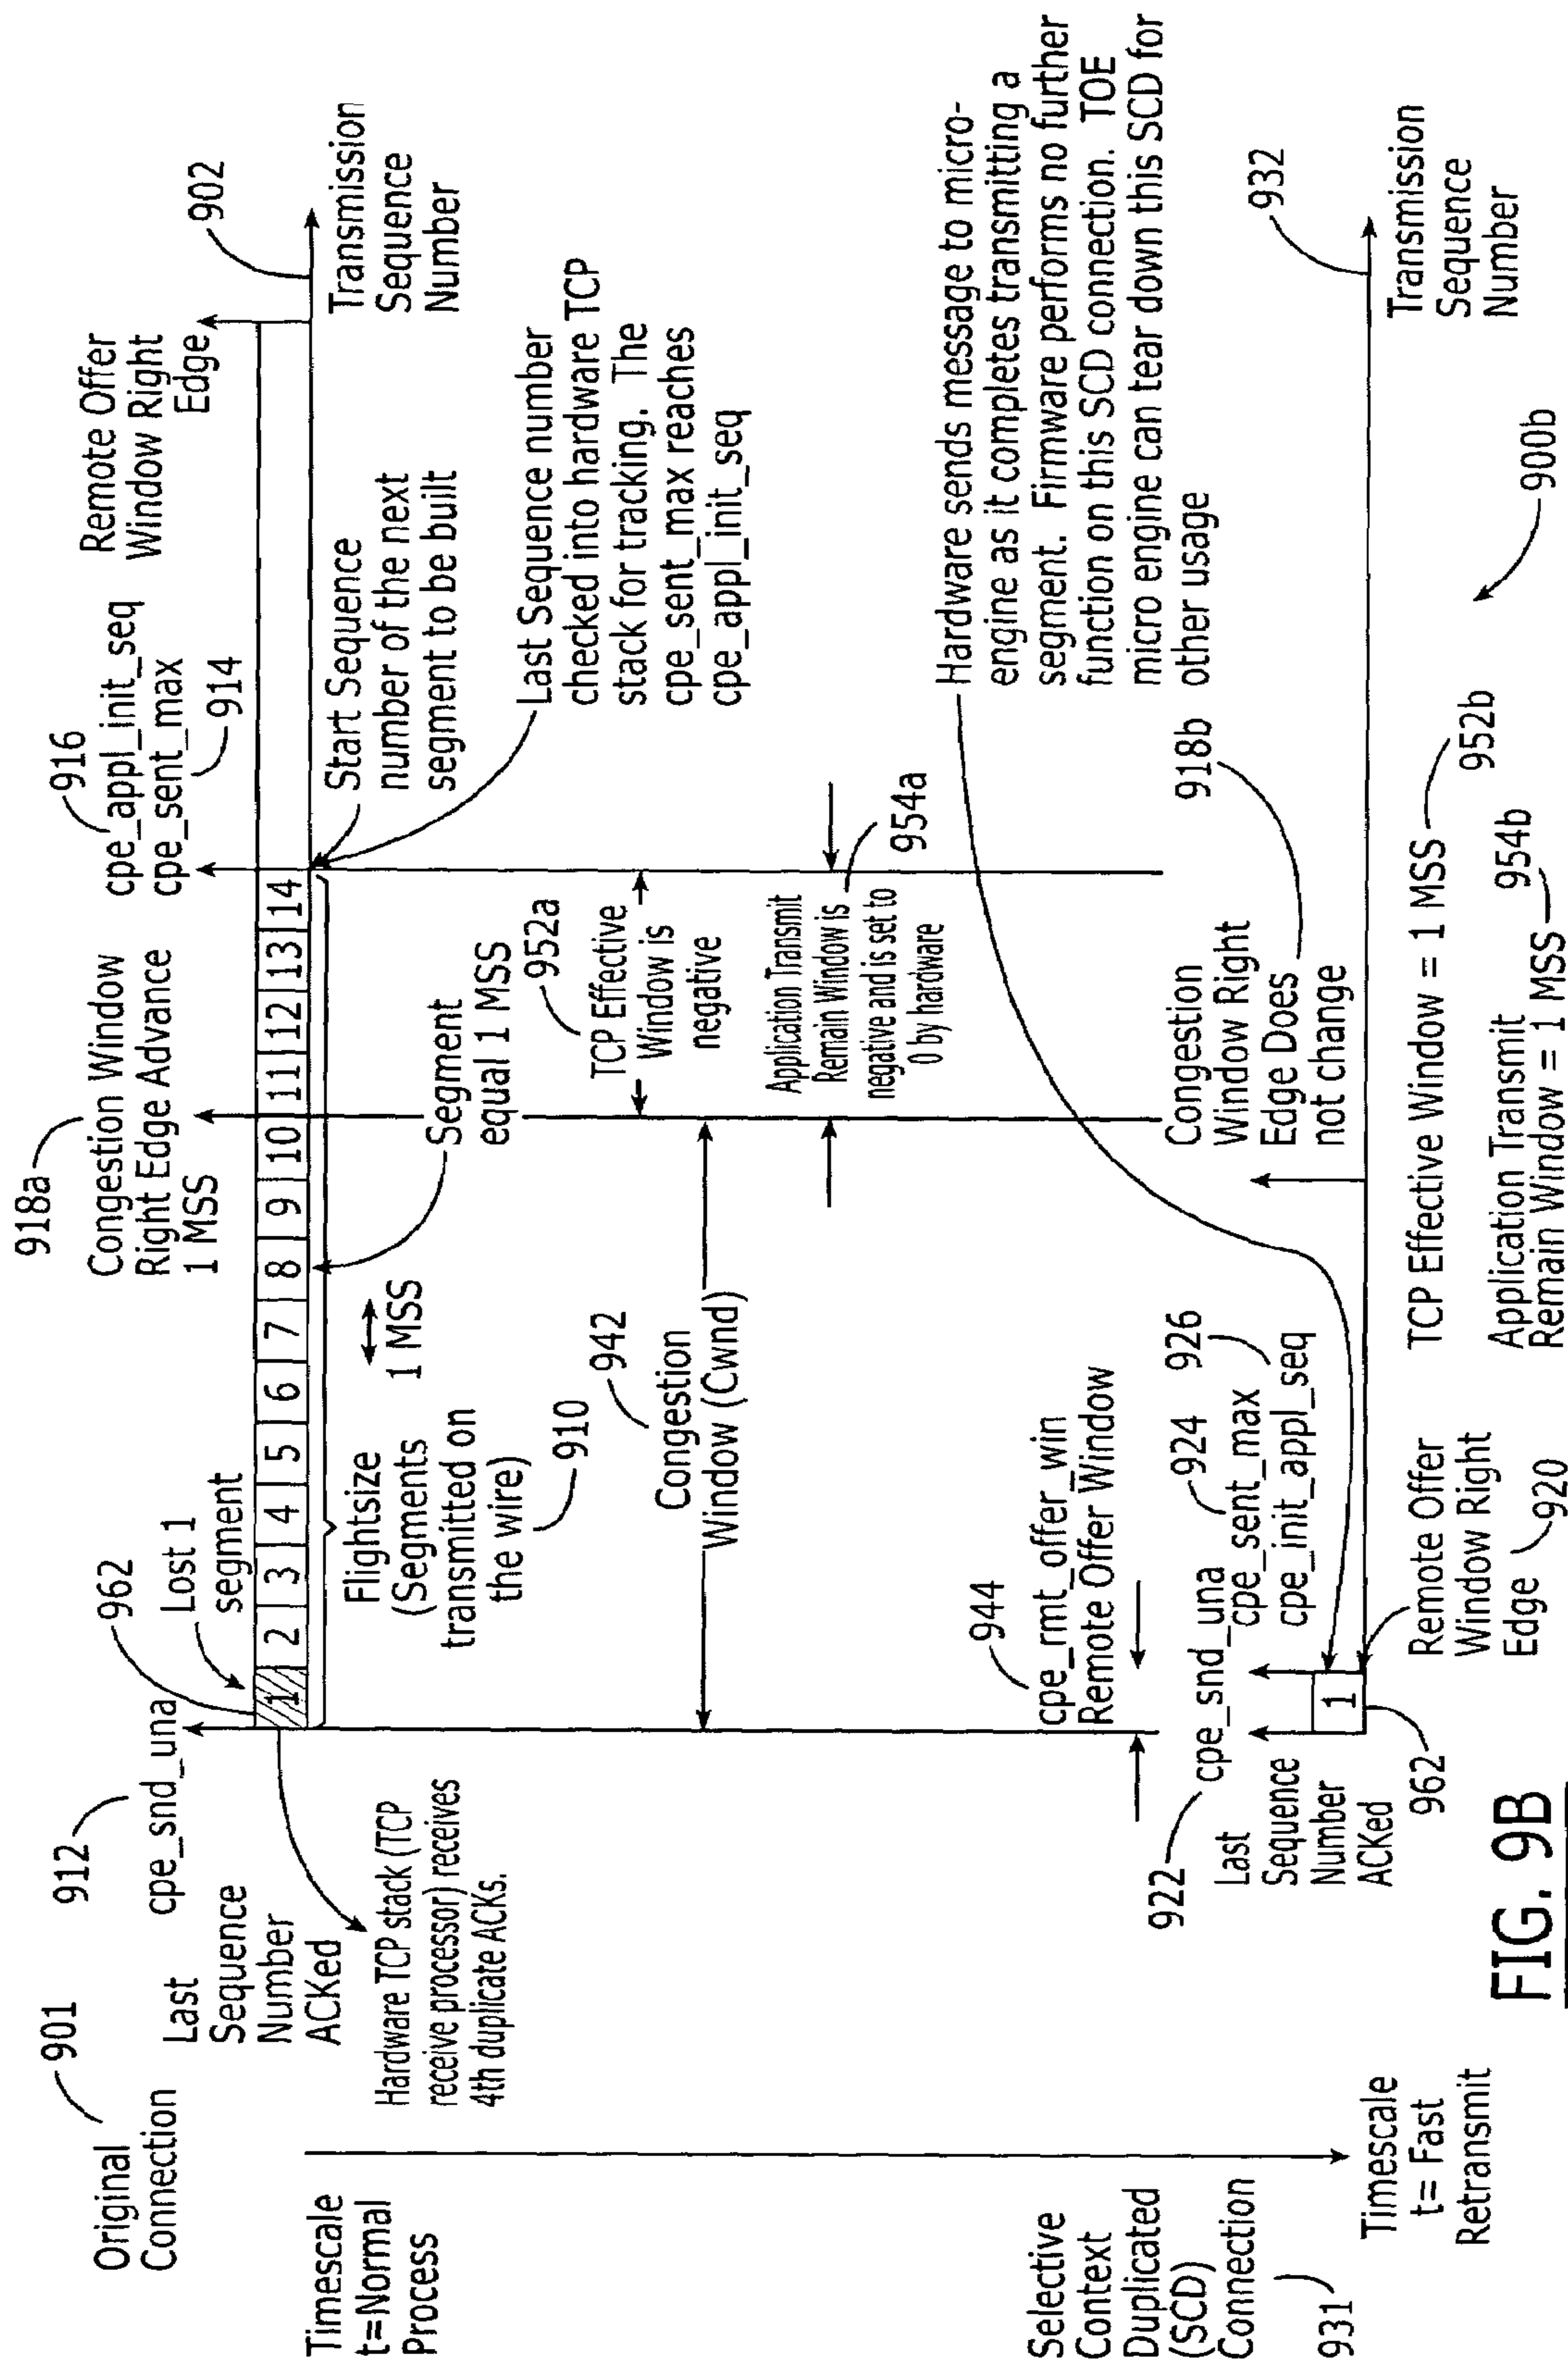 Original
Connection
901
Last
Sequence
Number
ACKed
912
cpe_snd_una
962
Lost 1
segment
918a
Congestion Window
Right Edge Advance
1 MSS
916
cpe_appl_init_seq
cpe_sent_max
914
Remote Offer
Window Right
Edge
902
Transmission
Sequence
Number
1 2 3 4 5 6 7 8 9 10 11 12 13 14
Timescale
t=Normal
Process
Hardware TCP stack (TCP
receive processor) receives
4th duplicate ACKs.
Flightsize
(Segments
transmitted on
the wire)
910
1 MSS
Segment
equal 1 MSS
Start Sequence
number of the next
segment to be built
Last Sequence number
checked into hardware TCP
stack for tracking. The
cpe_sent_max reaches
cpe_appl_init_seq
952a
TCP Effective
Window is
negative
942
Congestion
Window (Cwnd)
Application Transmit
Remain Window is
negative and is set to
0 by hardware
954a
Hardware sends message to micro-
engine as it completes transmitting a
segment. Firmware performs no further
function on this SCD connection. TOE
micro engine can tear down this SCD for
other usage
Selective
Context
Duplicated
(SCD)
Connection
931
944
cpe_rmt_offer_win
Remote Offer Window
922
cpe_snd_una
924
cpe_sent_max
926
cpe_init_appl_seq
Last
Sequence
Number
ACKed
1
962
Congestion
Window Right
Edge Does
not change
918b
932
Transmission
Sequence
Number
Timescale
t= Fast
Retransmit
Remote Offer
Window Right
Edge
920
TCP Effective Window = 1 MSS
952b
Application Transmit
Remain Window = 1 MSS
954b
900b
FIG. 9B